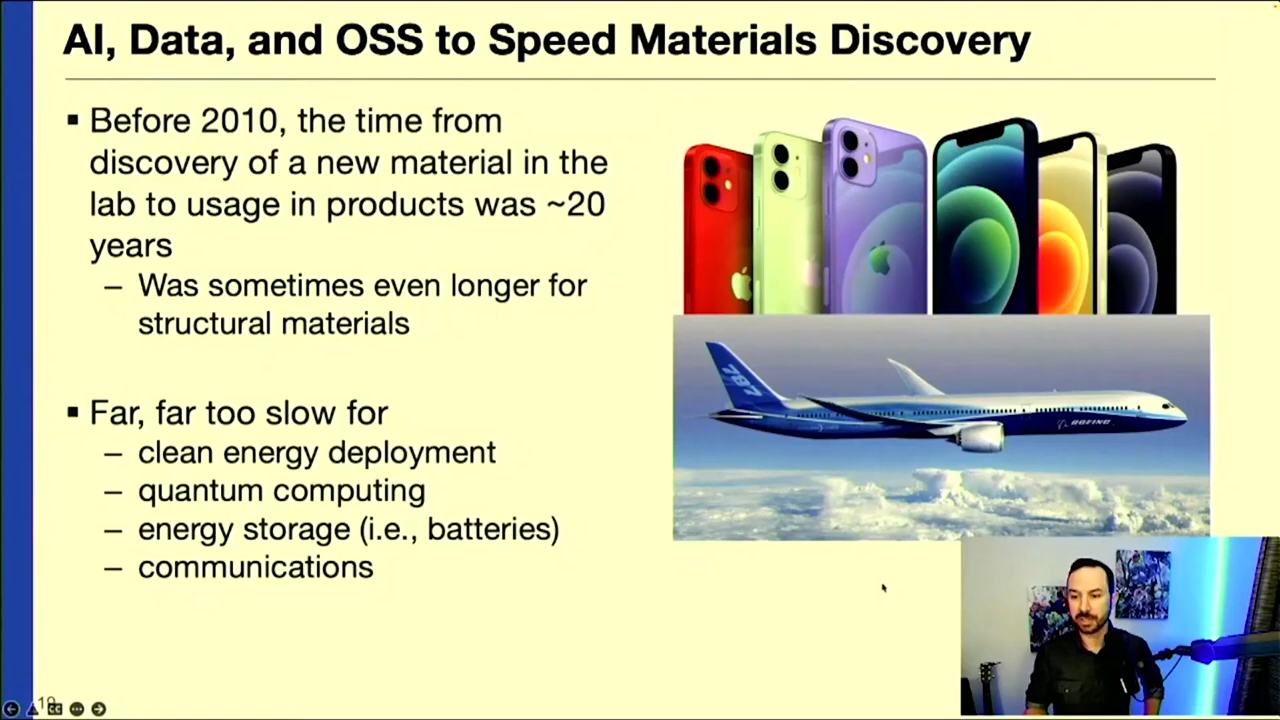 AI, Data, and OSS to Speed Materials Discovery
▪ Before 2010, the time from
discovery of a new material in the
lab to usage in products was ~20
years
– Was sometimes even longer for
structural materials
▪ Far, far too slow for
– clean energy deployment
– quantum computing
– energy storage (i.e., batteries)
– communications
787
BOEING
CC